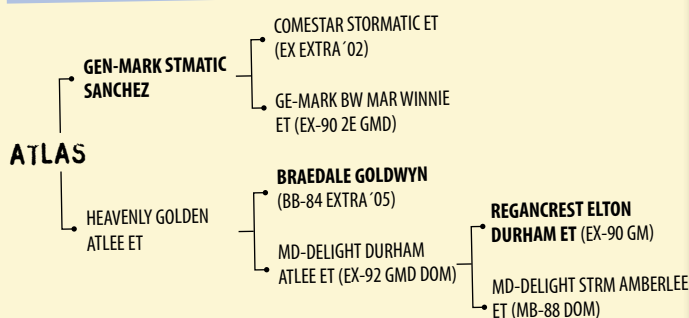 ATLAS
GEN-MARK STMATIC
SANCHEZ
COMESTAR STORMATIC ET
(EX EXTRA´02)
GE-MARK BW MAR WINNIE
ET (EX-90 2E GMD)
HEAVENLY GOLDEN
ATLEE ET
BRAEDALE GOLDWYN
(BB-84 EXTRA ´05)
MD-DELIGHT DURHAM
ATLEE ET (EX-92 GMD DOM)
REGANCREST ELTON
DURHAM ET (EX-90 GM)
MD-DELIGHT STRM AMBERLEE
ET (MB-88 DOM)